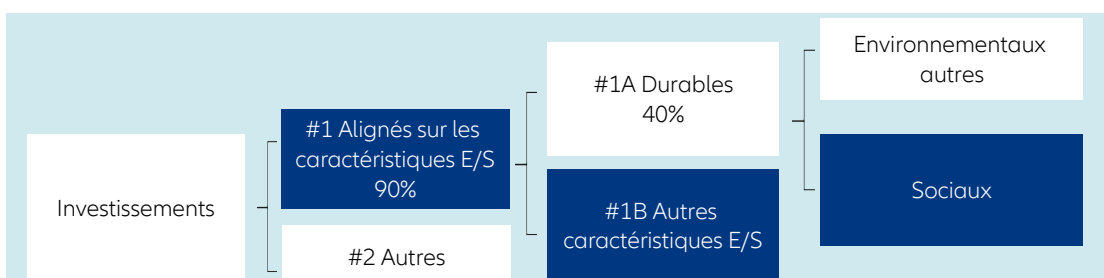 Investissements
#1 Alignés sur les
caractéristiques E/S
90%
#2 Autres
#1A Durables
40%
#1B Autres
caractéristiques E/S
Environnementaux
autres
Sociaux